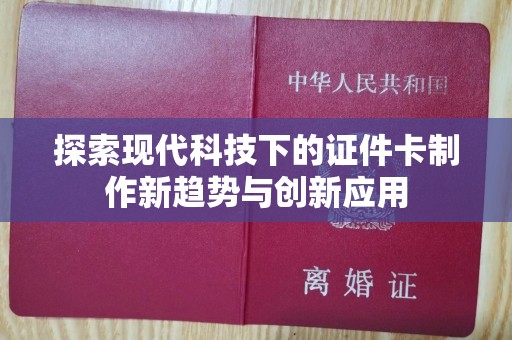 中华人民共和国
探索现代科技下的证件卡制
作新趋势与创新应用
离婚证